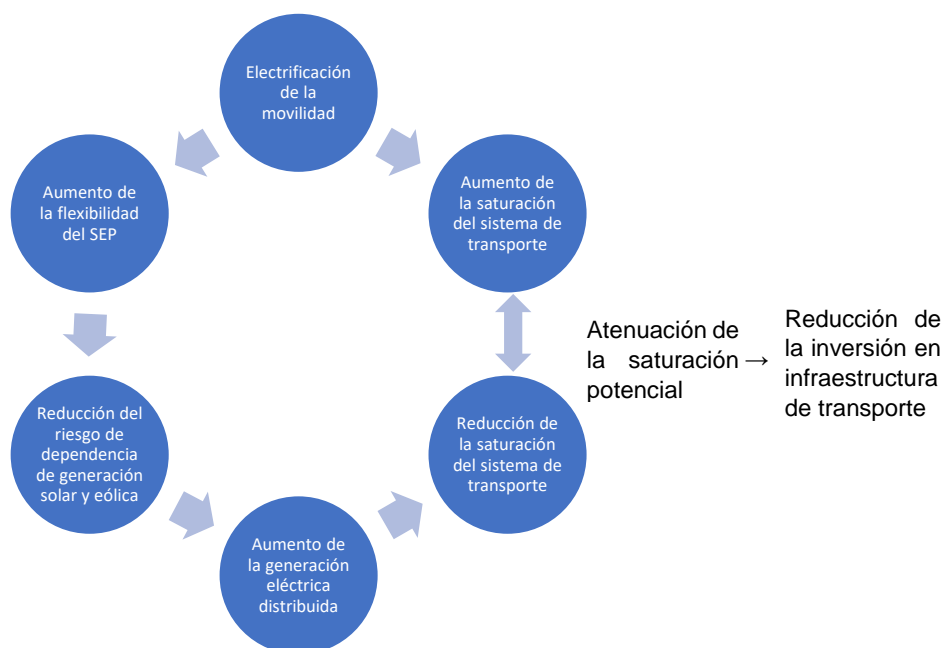 Electrificación
de la
movilidad
Aumento de
la flexibilidad
del SEP
Aumento de
la saturación
del sistema de
transporte
Atenuación de
la saturación →
potencial
Reducción de
la inversión en
infraestructura
de transporte
Reducción del
riesgo de
dependencia
de generación
solar y eólica
Reducción de
la saturación
del sistema de
transporte
Aumento de
la generación
eléctrica
distribuida